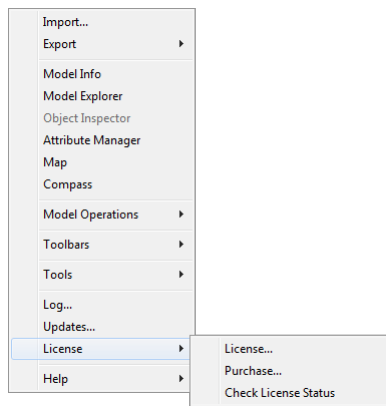 Import...
Export
Model Info
Model Explorer
Object Inspector
Attribute Manager
Map
Compass
Model Operations
Toolbars
Tools
Log...
Updates...
License
License...
Purchase...
Check License Status
Help